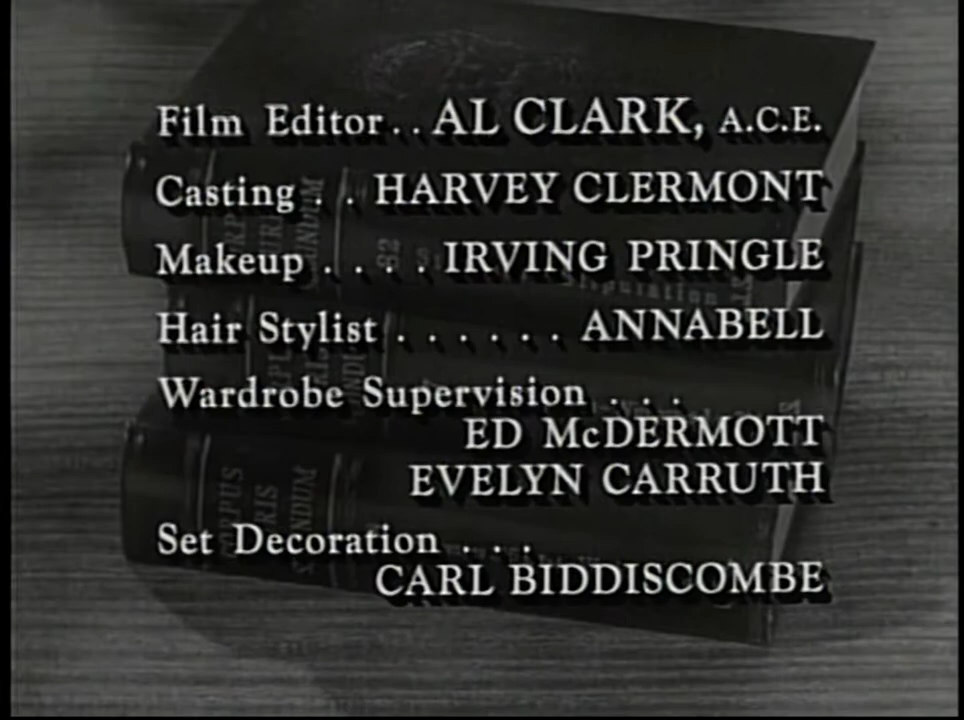 Film Editor . . AL CLARK, A.C.E.
Casting . . HARVEY CLERMONT
Makeup . . . . IRVING PRINGLE
Hair Stylist . . . . . . ANNABELL
Wardrobe Supervision . . .
ED McDERMOTT
EVELYN CARRUTH
Set Decoration . . .
CARL BIDDISCOMBE